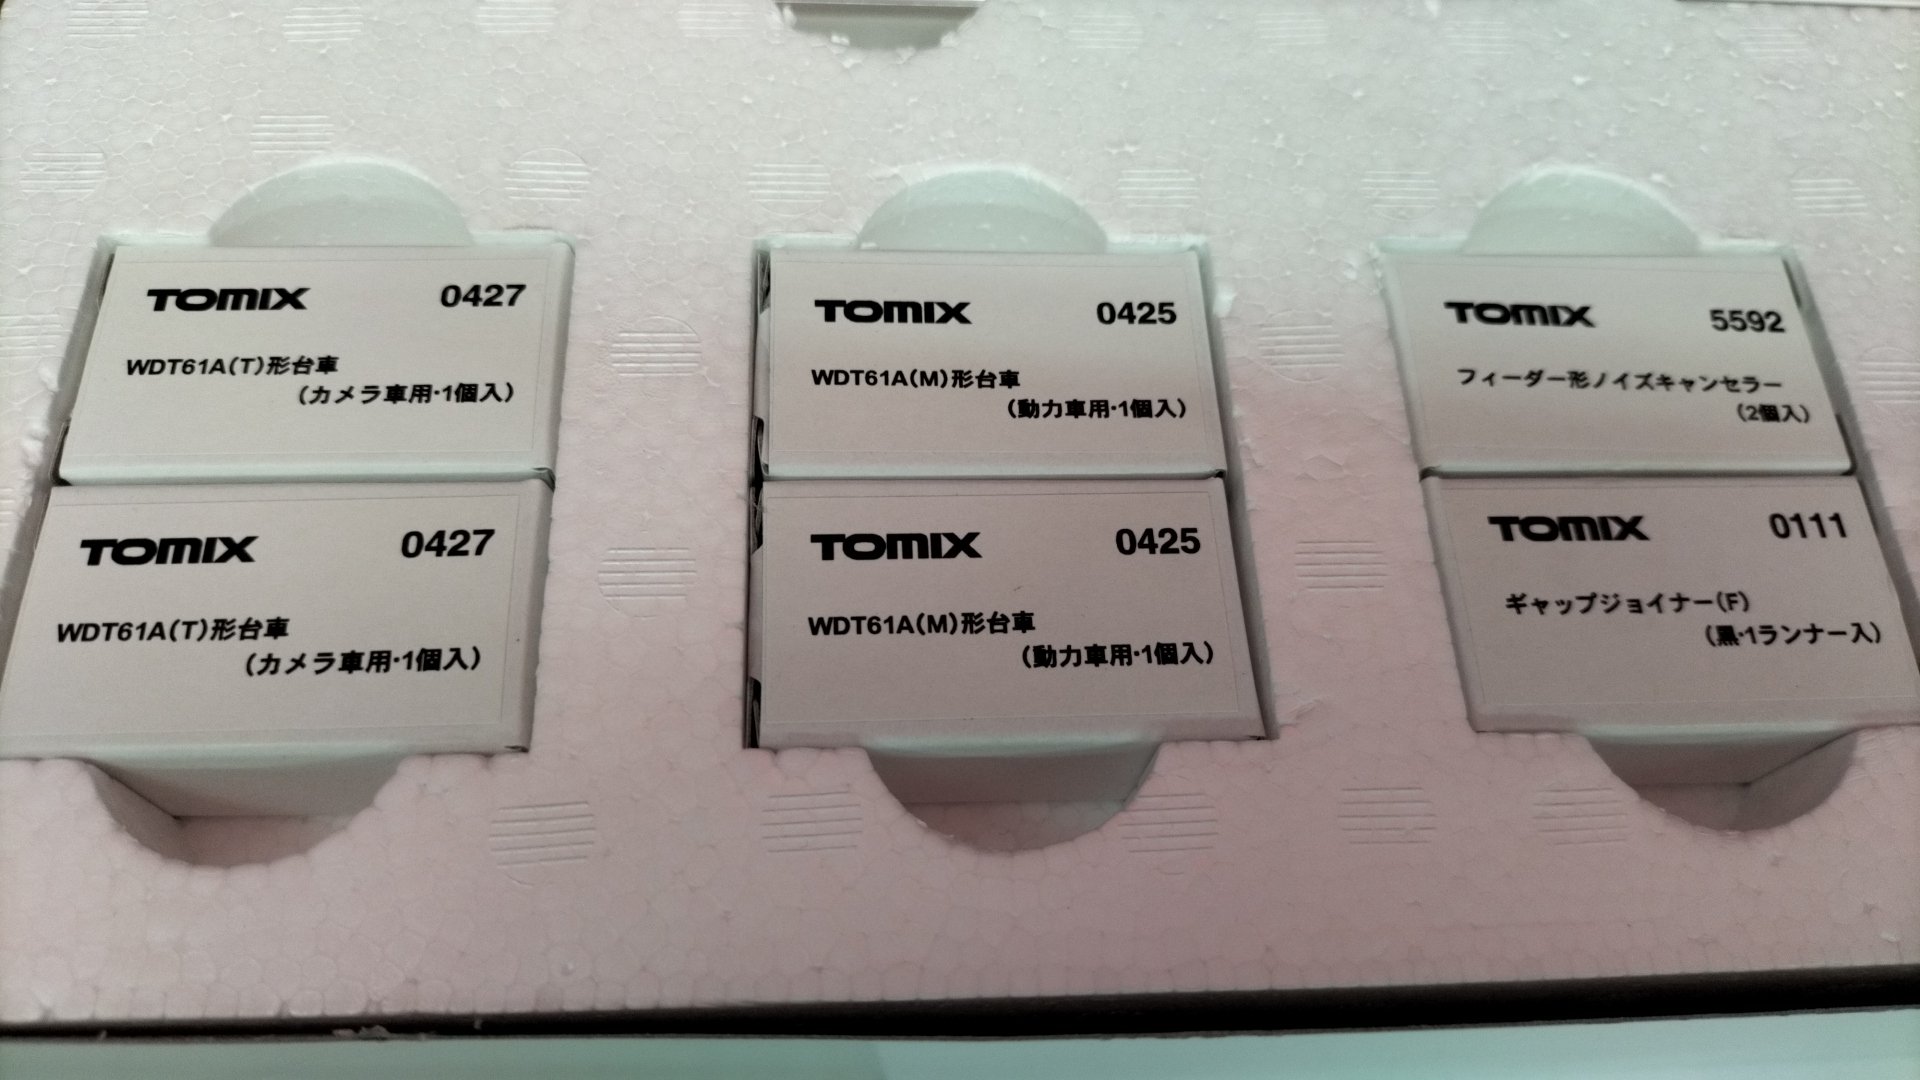 TOMIX 0427
WDT61A(T)形台車
(カメラ車用・1個入)
TOMIX 0427
WDT61A(T)形台車
(カメラ車用・1個入)
TOMIX 0425
WDT61A(M)形台車
(動力車用・1個入)
TOMIX 0425
WDT61A(M)形台車
(動力車用・1個入)
TOMIX 5592
フィーダー形ノイズキャンセラー
(2個入)
TOMIX 0111
ギャップジョイナー(F)
(黒・1ランナー入)